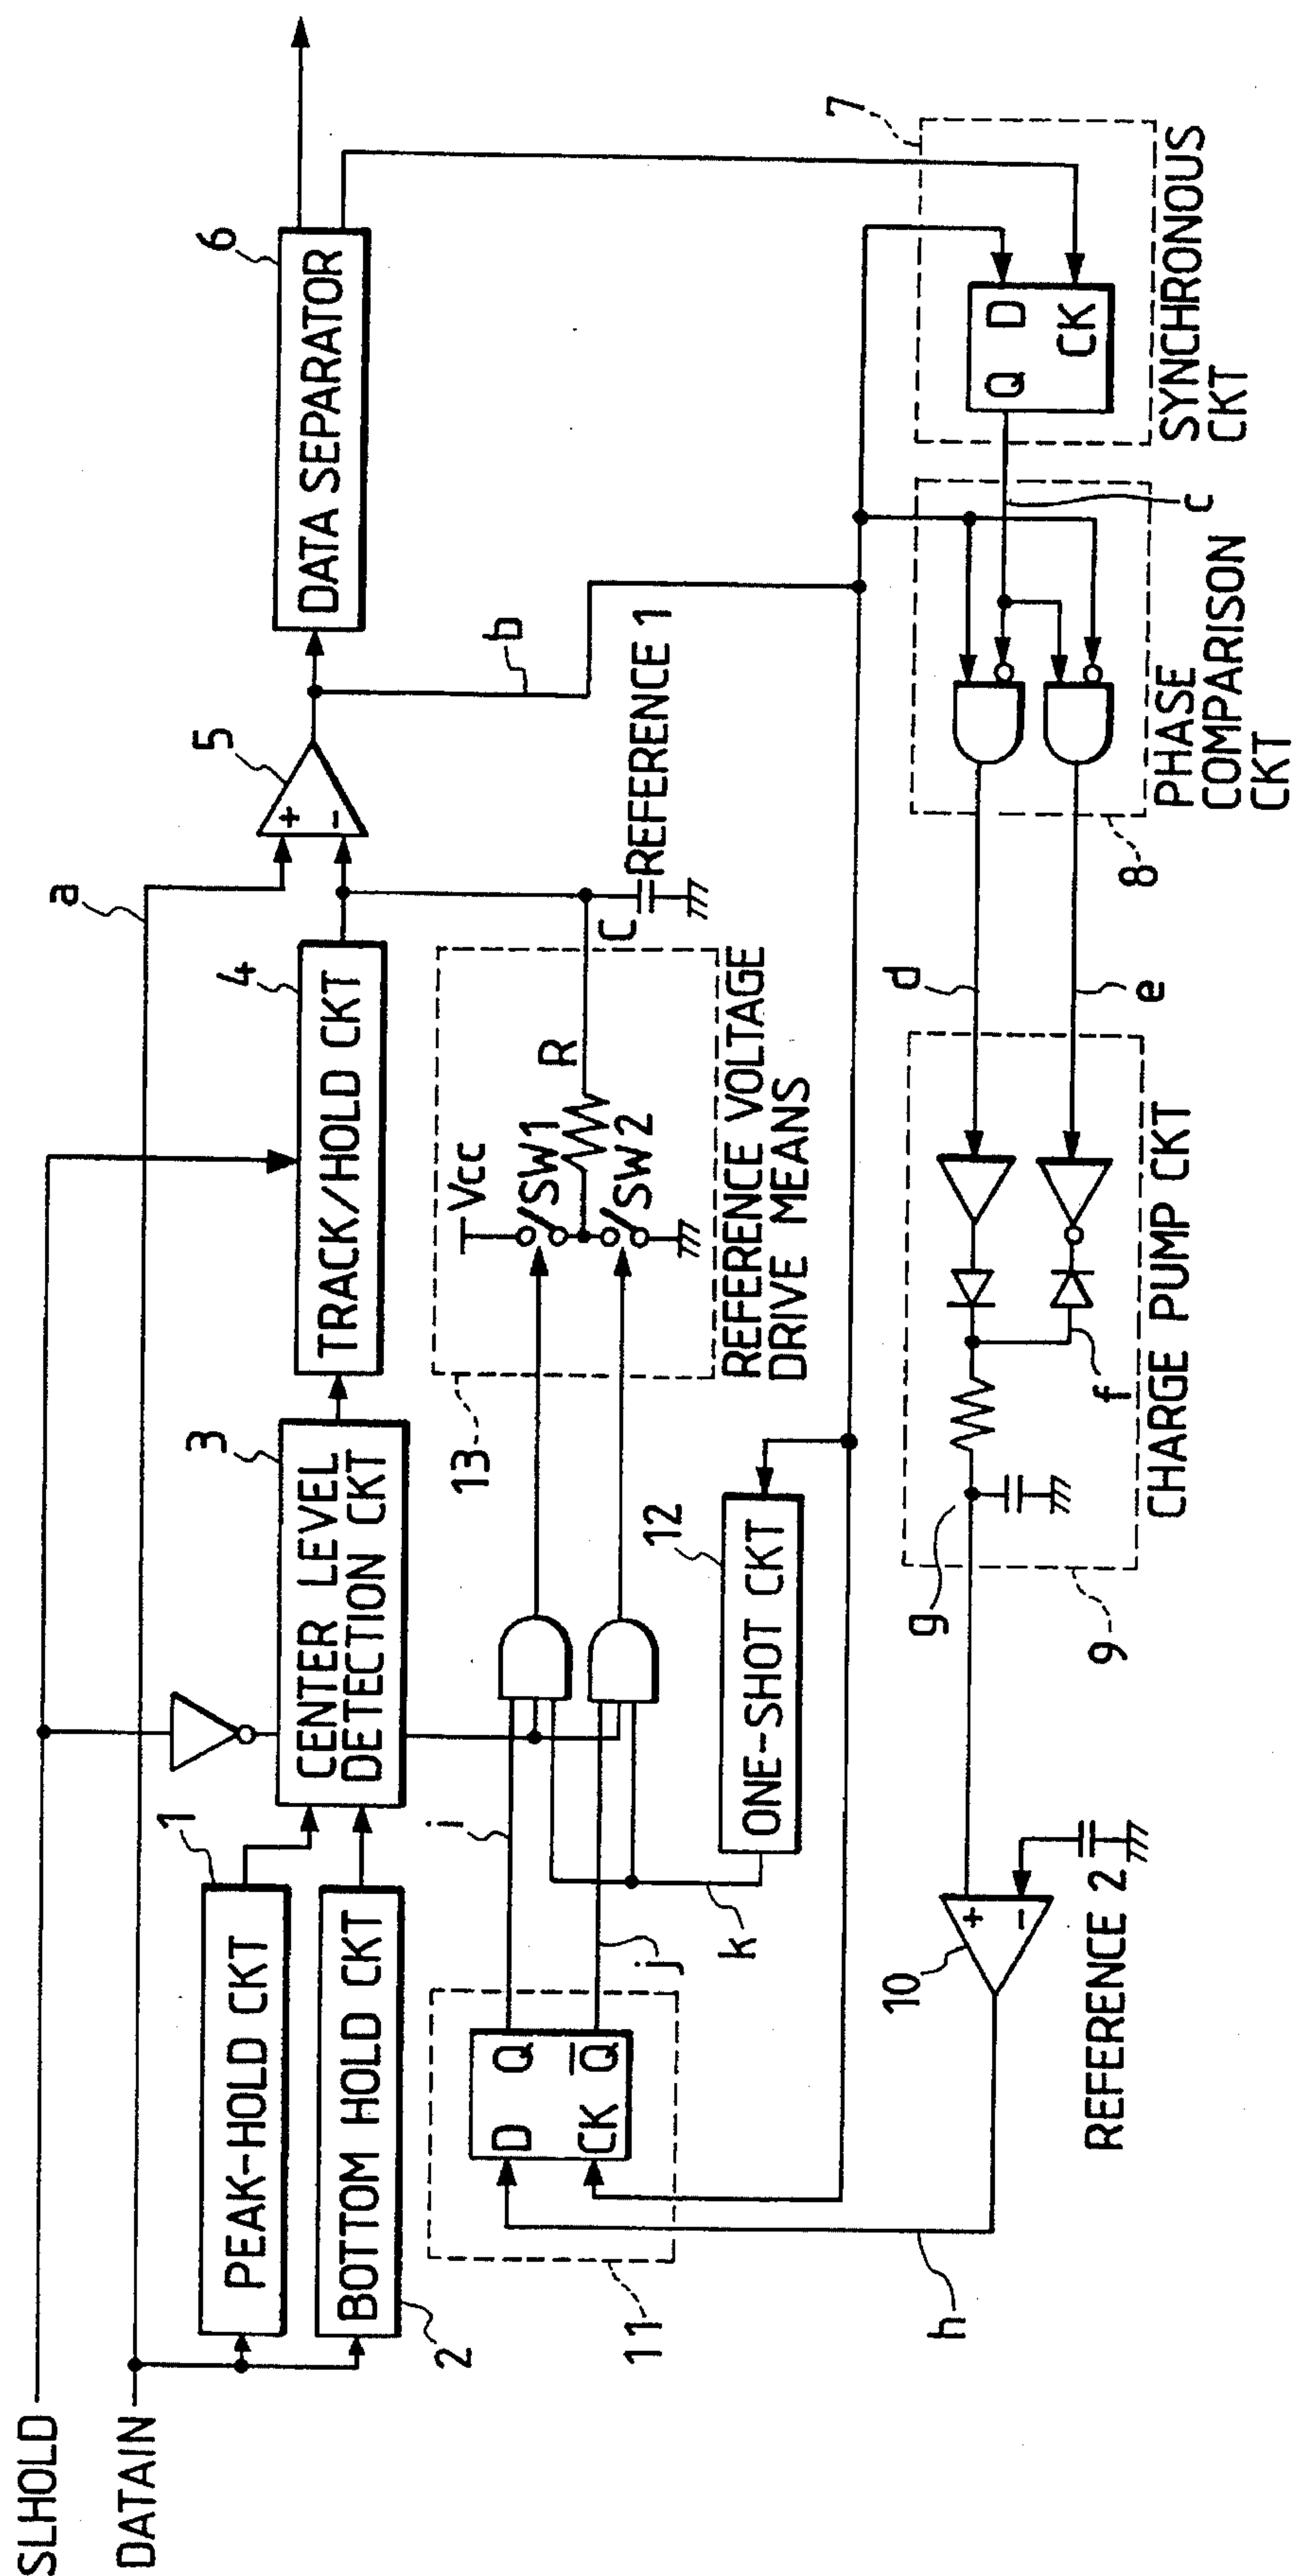 SLHOLD
DATAIN
a
1
PEAK-HOLD CKT
2
BOTTOM HOLD CKT
3
CENTER LEVEL
DETECTION CKT
4
TRACK/HOLD CKT
5
+
-
6
DATA SEPARATOR
b
REFERENCE 1
C
R
Vcc
SW1
SW2
13
REFERENCE VOLTAGE
DRIVE MEANS
i
j
k
12
ONE-SHOT CKT
11
D
Q
CK
Q̅
h
7
Q
D
CK
SYNCHRONOUS
CKT
c
8
PHASE
COMPARISON
CKT
d
e
f
g
9
CHARGE PUMP CKT
10
+
-
REFERENCE 2